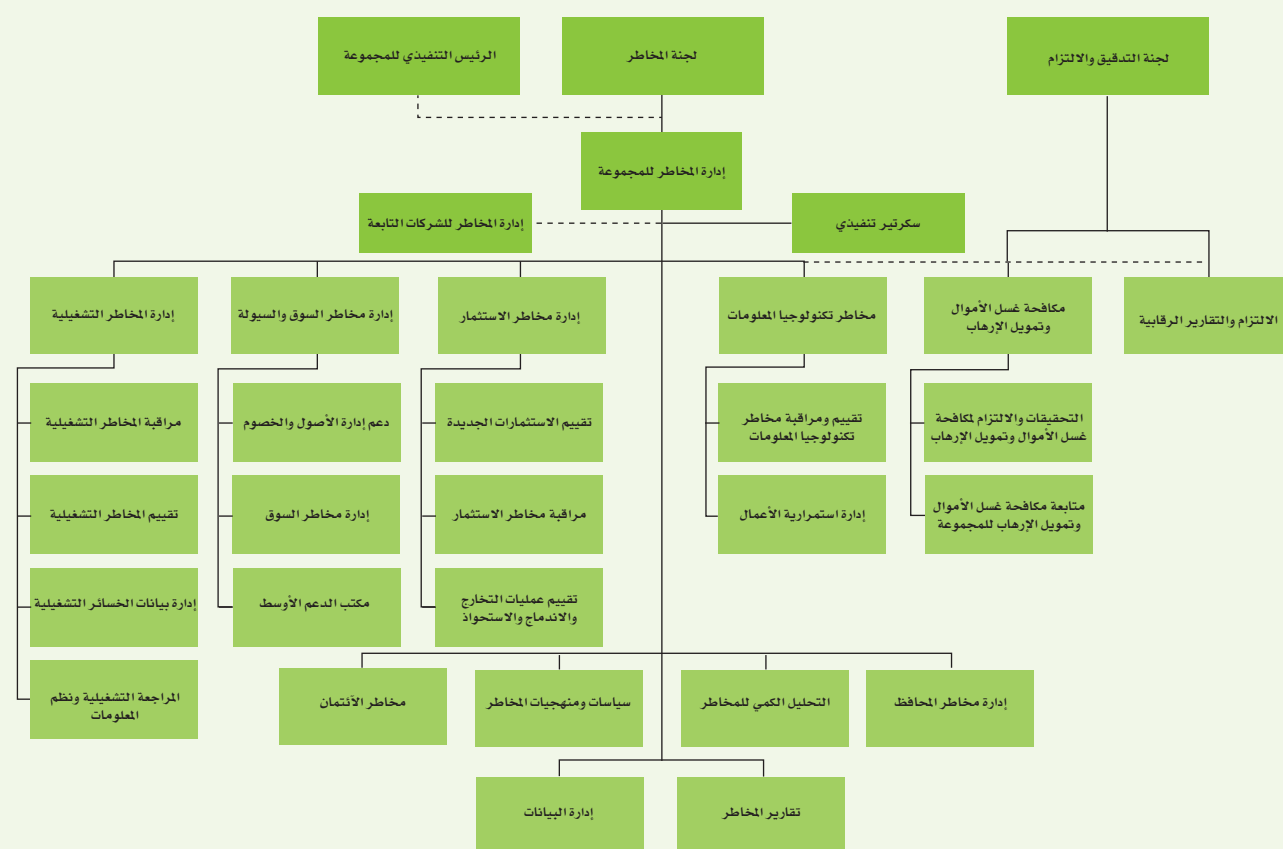 لجنة التدقيق والالتزام
لجنة المخاطر
الرئيس التنفيذي للمجموعة
إدارة المخاطر للمجموعة
سكرتير تنفيذي
إدارة المخاطر للشركات التابعة
الالتزام والتقارير الرقابية
مكافحة غسل الأموال
وتمويل الإرهاب
مخاطر تكنولوجيا المعلومات
إدارة مخاطر الاستثمار
إدارة مخاطر السوق والسيولة
إدارة المخاطر التشغيلية
التحقيقات والالتزام لمكافحة
غسل الأموال وتمويل الإرهاب
تقييم ومراقبة مخاطر
تكنولوجيا المعلومات
تقييم الاستثمارات الجديدة
دعم إدارة الأصول والخصوم
مراقبة المخاطر التشغيلية
متابعة مكافحة غسل الأموال
وتمويل الإرهاب للمجموعة
إدارة استمرارية الأعمال
مراقبة مخاطر الاستثمار
إدارة مخاطر السوق
تقييم المخاطر التشغيلية
تقييم عمليات التخارج
والاندماج والاستحواذ
مكتب الدعم الأوسط
إدارة بيانات الخسائر التشغيلية
إدارة مخاطر المحافظ
التحليل الكمي للمخاطر
سياسات ومنهجيات المخاطر
مخاطر الآئتمان
المراجعة التشغيلية ونظم
المعلومات
تقارير المخاطر
إدارة البيانات